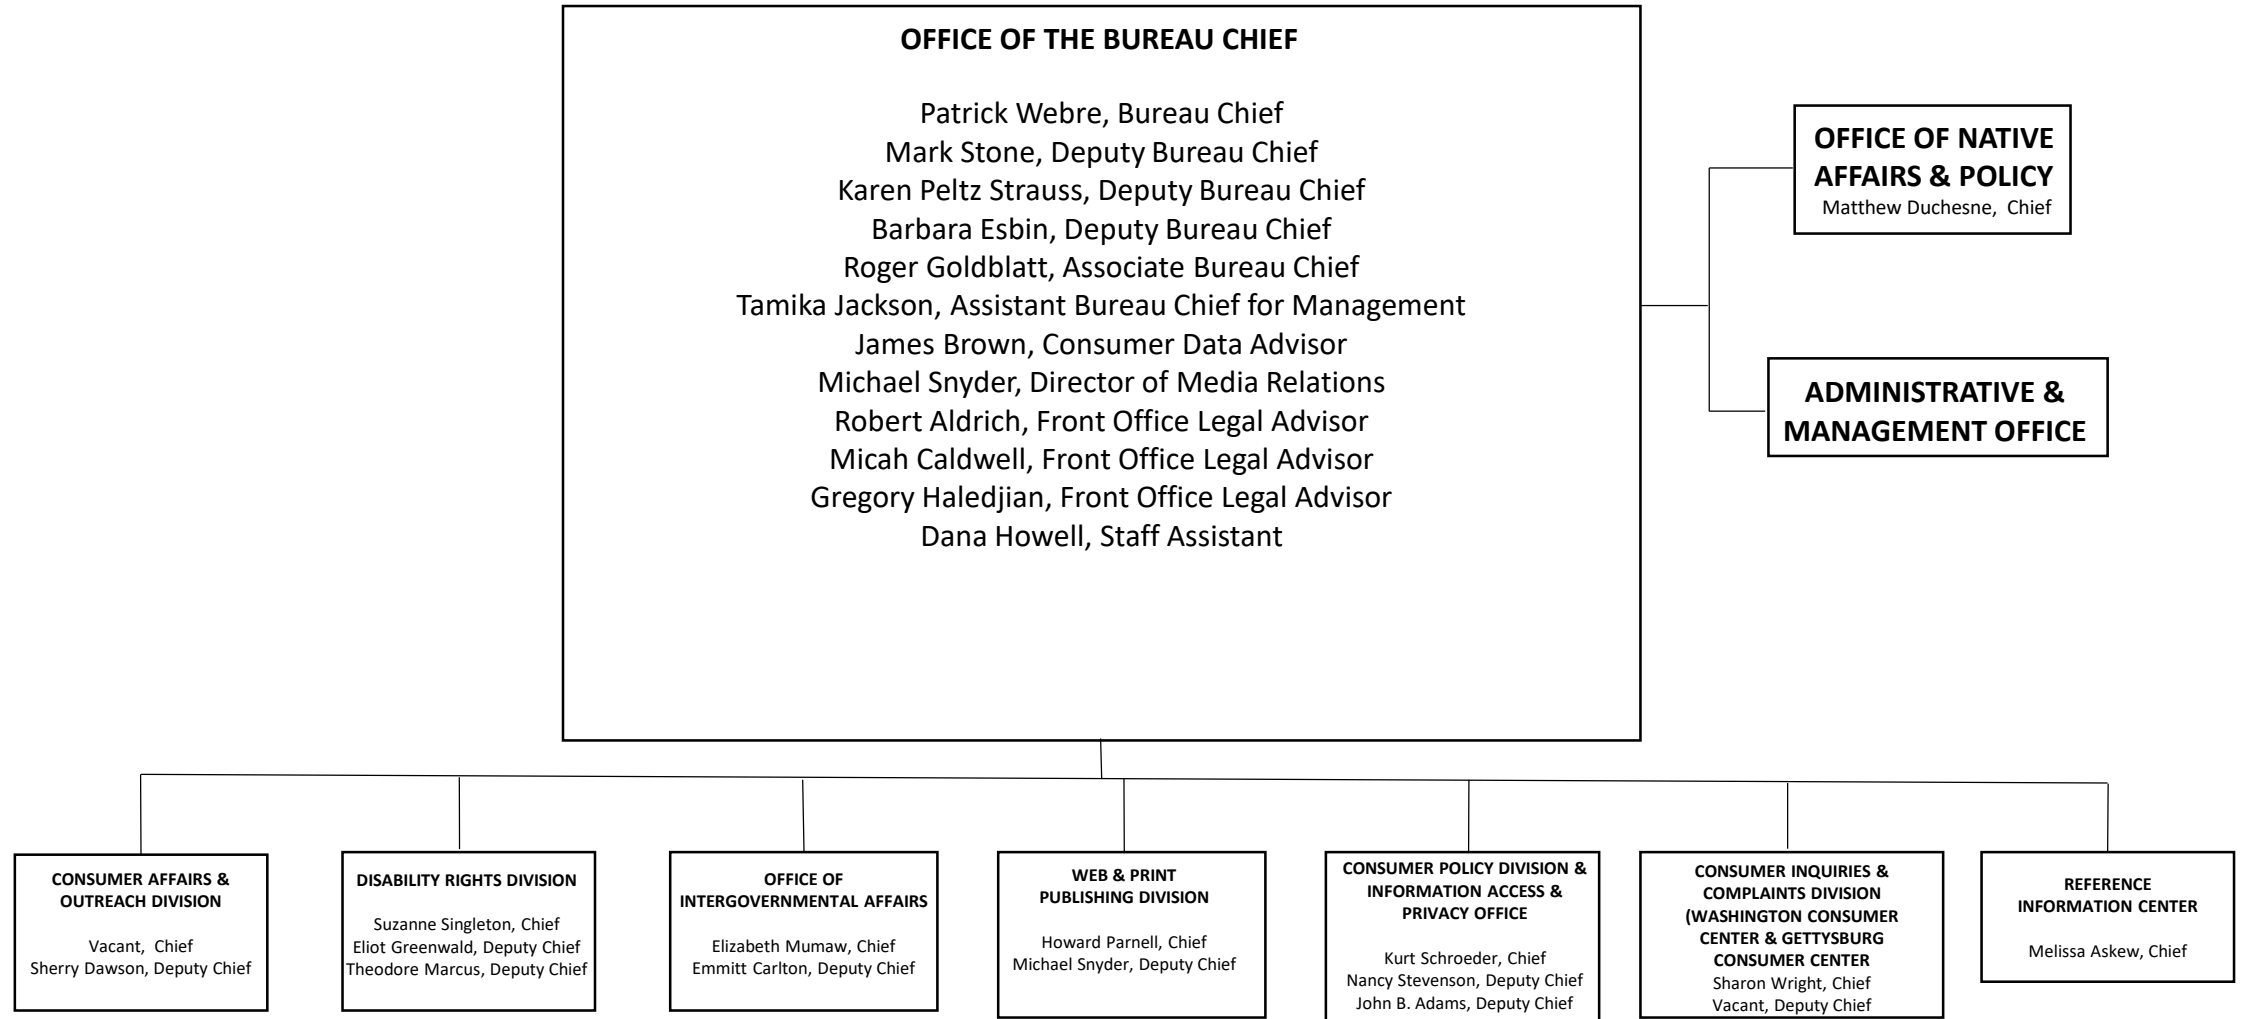 OFFICE OF THE BUREAU CHIEF
Patrick Webre, Bureau Chief
Mark Stone, Deputy Bureau Chief
Karen Peltz Strauss, Deputy Bureau Chief
Barbara Esbin, Deputy Bureau Chief
Roger Goldblatt, Associate Bureau Chief
Tamika Jackson, Assistant Bureau Chief for Management
James Brown, Consumer Data Advisor
Michael Snyder, Director of Media Relations
Robert Aldrich, Front Office Legal Advisor
Micah Caldwell, Front Office Legal Advisor
Gregory Haledjian, Front Office Legal Advisor
Dana Howell, Staff Assistant
OFFICE OF NATIVE
AFFAIRS & POLICY
Matthew Duchesne, Chief
ADMINISTRATIVE &
MANAGEMENT OFFICE
CONSUMER AFFAIRS &
OUTREACH DIVISION
Vacant, Chief
Sherry Dawson, Deputy Chief
DISABILITY RIGHTS DIVISION
Suzanne Singleton, Chief
Eliot Greenwald, Deputy Chief
Theodore Marcus, Deputy Chief
OFFICE OF
INTERGOVERNMENTAL AFFAIRS
Elizabeth Mumaw, Chief
Emmitt Carlton, Deputy Chief
WEB & PRINT
PUBLISHING DIVISION
Howard Parnell, Chief
Michael Snyder, Deputy Chief
CONSUMER POLICY DIVISION &
INFORMATION ACCESS &
PRIVACY OFFICE
Kurt Schroeder, Chief
Nancy Stevenson, Deputy Chief
John B. Adams, Deputy Chief
CONSUMER INQUIRIES &
COMPLAINTS DIVISION
(WASHINGTON CONSUMER
CENTER & GETTYSBURG
CONSUMER CENTER
Sharon Wright, Chief
Vacant, Deputy Chief
REFERENCE
INFORMATION CENTER
Melissa Askew, Chief